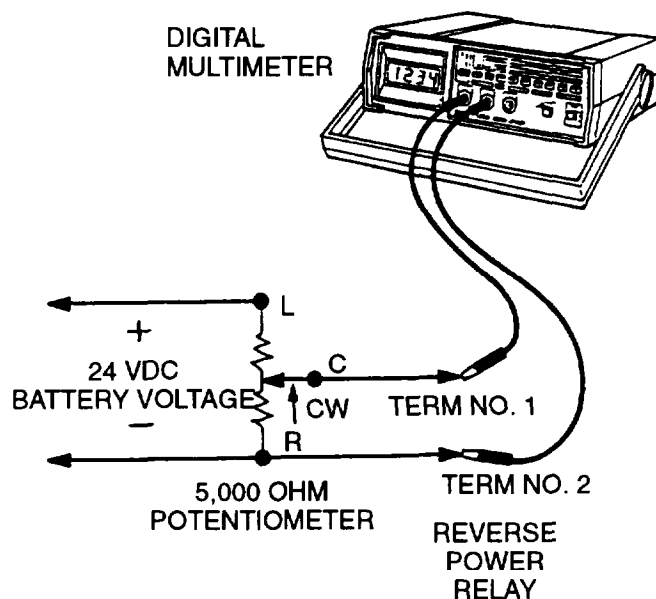 DIGITAL
MULTIMETER
1234
L
+
24 VDC
BATTERY VOLTAGE
−
C
CW
TERM NO. 1
R
5,000 OHM
POTENTIOMETER
TERM NO. 2
REVERSE
POWER
RELAY